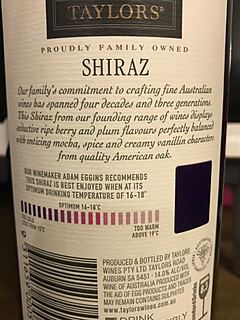 TAYLORS®
PROUDLY FAMILY OWNED
SHIRAZ
Our family's commitment to crafting fine Australian
wines has spanned four decades and three generations.
This Shiraz from our founding range of wines displays
seductive ripe berry and plum flavours perfectly balanced
with enticing mocha, spice and creamy vanillin characters
from quality American oak.
OUR WINEMAKER ADAM EGGINS RECOMMENDS
THIS SHIRAZ IS BEST ENJOYED WHEN AT ITS
OPTIMUM DRINKING TEMPERATURE OF 16-18°
OPTIMUM 16-18°C
TOO WARM
ABOVE 19°C
PRODUCED & BOTTLED BY TAYLORS
WINES PTY LTD TAYLORS ROAD
AUBURN SA 5451 · 14.0% ALC/VOL
WINE OF AUSTRALIA PRODUCED WITH
THE AID OF EGG PRODUCTS AND TRACES
MAY REMAIN CONTAINS SULPHITES
www.taylorswines.com.au
DRINK